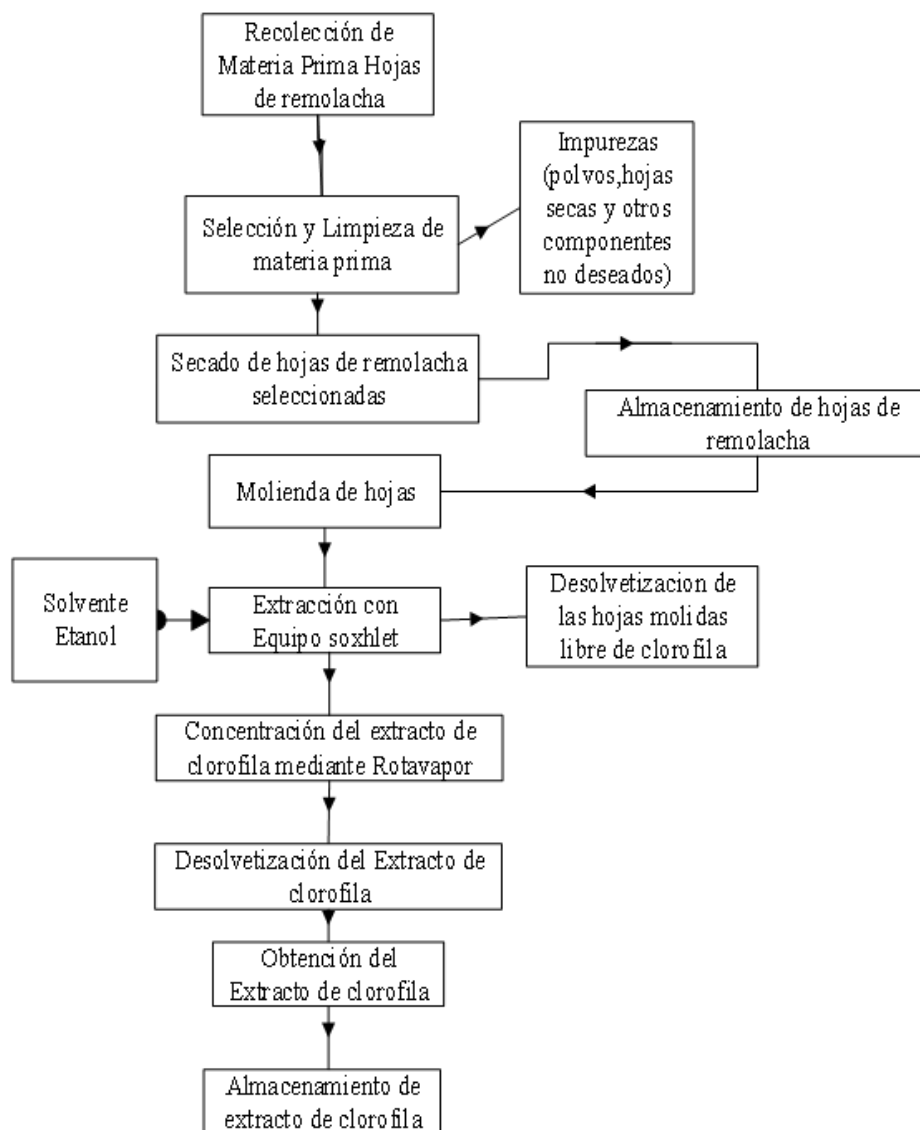 Recolección de
Materia Prima Hojas
de remolacha
Impurezas
(polvos,hojas
secas y otros
componentes
no deseados)
Selección y Limpieza de
materia prima
Secado de hojas de remolacha
seleccionadas
Almacenamiento de hojas de
remolacha
Molienda de hojas
Solvente
Etanol
Extracción con
Equipo soxhlet
Desolvetizacion de
las hojas molidas
libre de clorofila
Concentración del extracto de
clorofila mediante Rotavapor
Desolvetización del Extracto de
clorofila
Obtención del
Extracto de clorofila
Almacenamiento de
extracto de clorofila